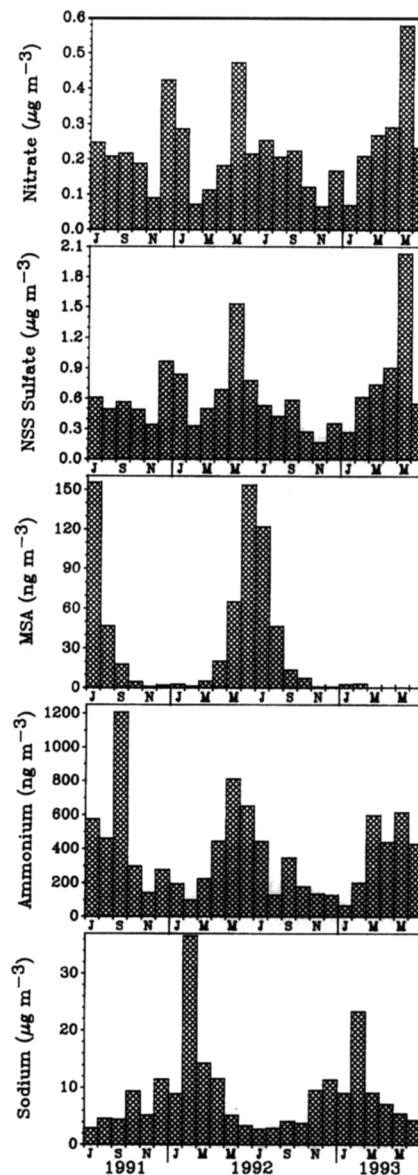 Nitrate (μg m⁻³)
0.6
0.5
0.4
0.3
0.2
0.1
0.0
J S N J M M J S N J M M
NSS Sulfate (μg m⁻³)
2.1
1.8
1.5
1.2
0.9
0.6
0.3
0.0
J S N J M M J S N J M M
MSA (ng m⁻³)
150
120
90
60
30
0
J S N J M M J S N J M M
Ammonium (ng m⁻³)
1200
1000
800
600
400
200
0
J S N J M M J S N J M M
Sodium (μg m⁻³)
30
20
10
0
J S N J M M J S N J M M
1991 1992 1993